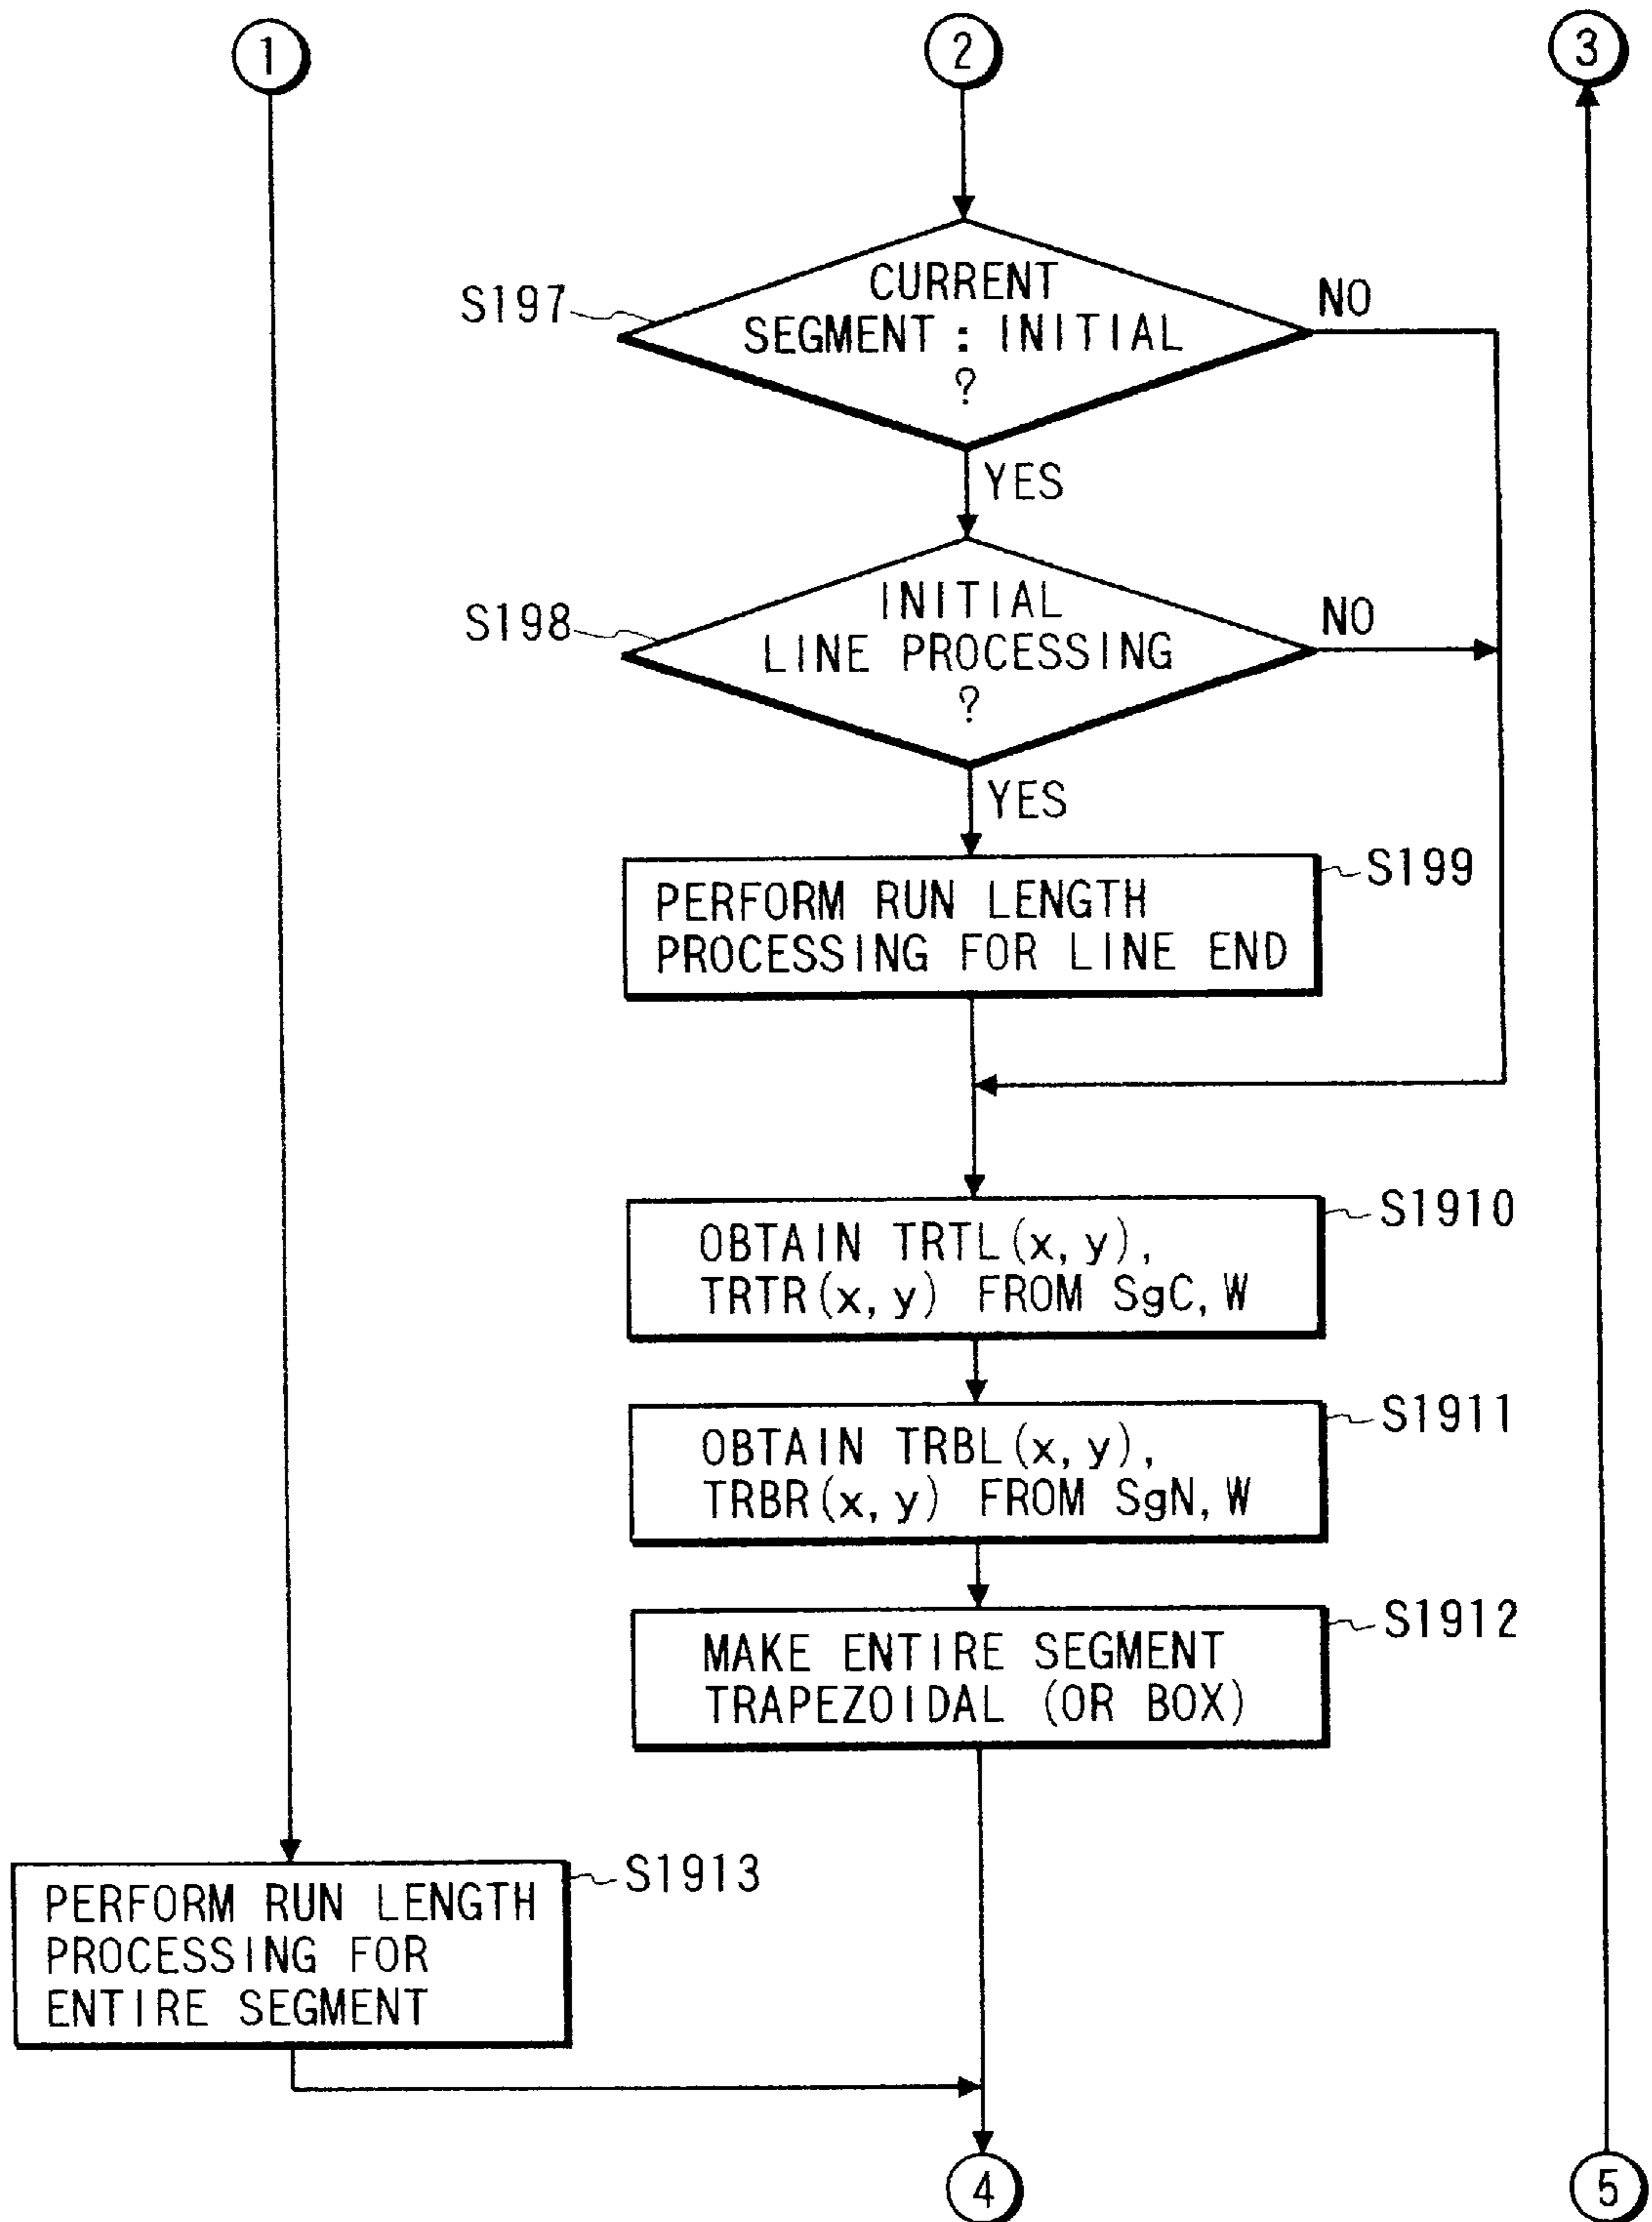 1
2
3
S197
CURRENT
SEGMENT : INITIAL
?
NO
YES
S198
INITIAL
LINE PROCESSING
?
NO
YES
S199
PERFORM RUN LENGTH
PROCESSING FOR LINE END
S1910
OBTAIN TRTL(x, y),
TRTR(x, y) FROM SgC, W
S1911
OBTAIN TRBL(x, y),
TRBR(x, y) FROM SgN, W
S1912
MAKE ENTIRE SEGMENT
TRAPEZOIDAL (OR BOX)
S1913
PERFORM RUN LENGTH
PROCESSING FOR
ENTIRE SEGMENT
4
5